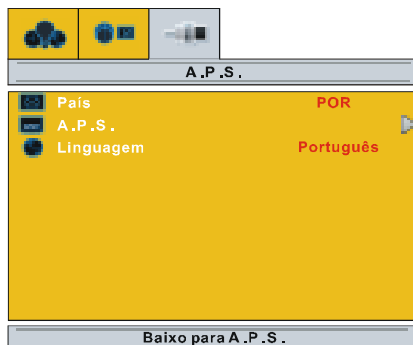 A.P.S.
País POR
A.P.S.
Linguagem Português
Baixo para A.P.S.